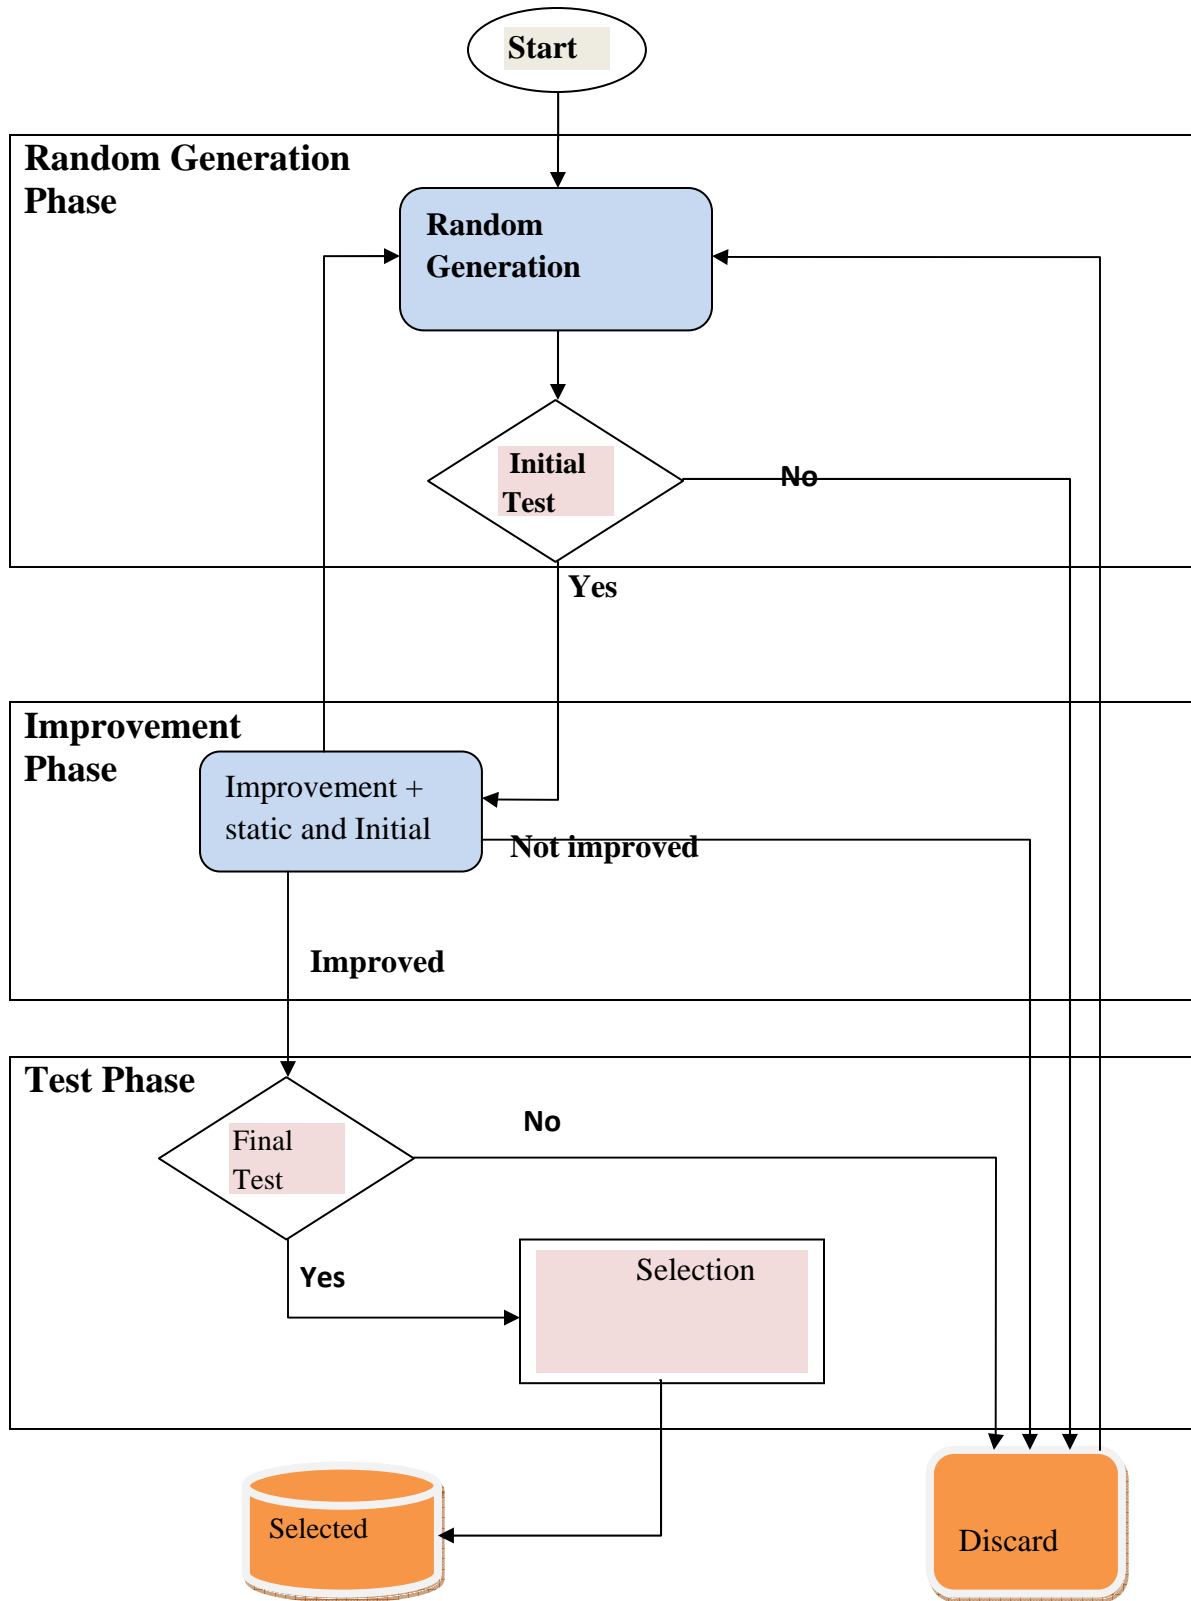 Start
Random Generation
Phase
Random
Generation
Initial
Test
No
Yes
Improvement
Phase
Improvement +
static and Initial
Not improved
Improved
Test Phase
Final
Test
No
Yes
Selection
Selected
Discard